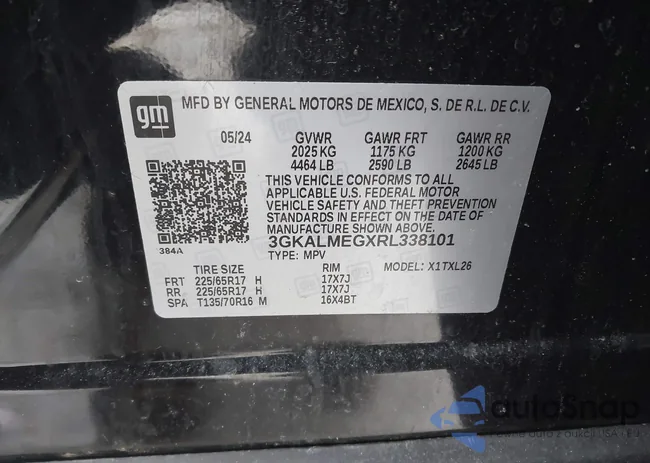 gm
MFD BY GENERAL MOTORS DE MEXICO, S. DE R.L. DE C.V.
05/24 GVWR GAWR FRT GAWR RR
2025 KG 1175 KG 1200 KG
4464 LB 2590 LB 2645 LB
THIS VEHICLE CONFORMS TO ALL
APPLICABLE U.S. FEDERAL MOTOR
VEHICLE SAFETY AND THEFT PREVENTION
STANDARDS IN EFFECT ON THE DATE OF
MANUFACTURE SHOWN ABOVE.
3GKALMEGXRL338101
384A
TYPE: MPV MODEL: X1TXL26
TIRE SIZE RIM
FRT 225/65R17 H 17X7J
RR 225/65R17 H 17X7J
SPA T135/70R16 M 16X4BT
autoSnap